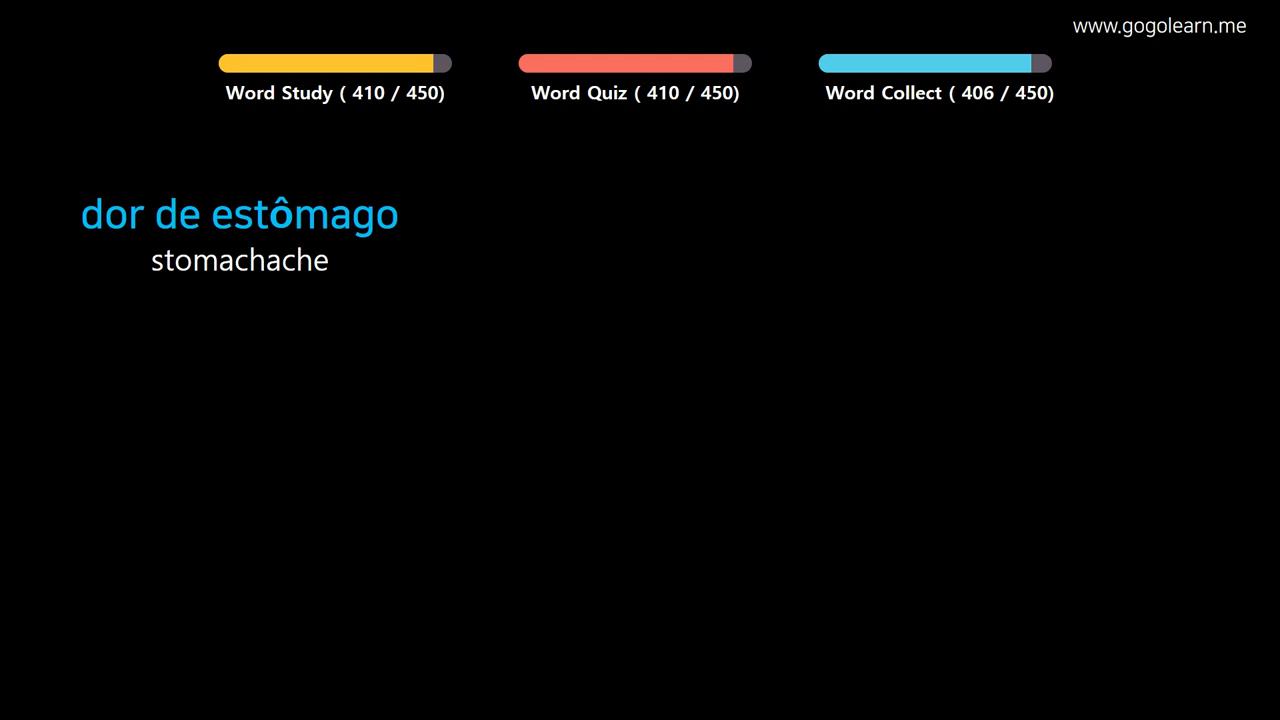 www.gogolearn.me
Word Study ( 410 / 450)
Word Quiz ( 410 / 450)
Word Collect ( 406 / 450)
dor de estômago
stomachache